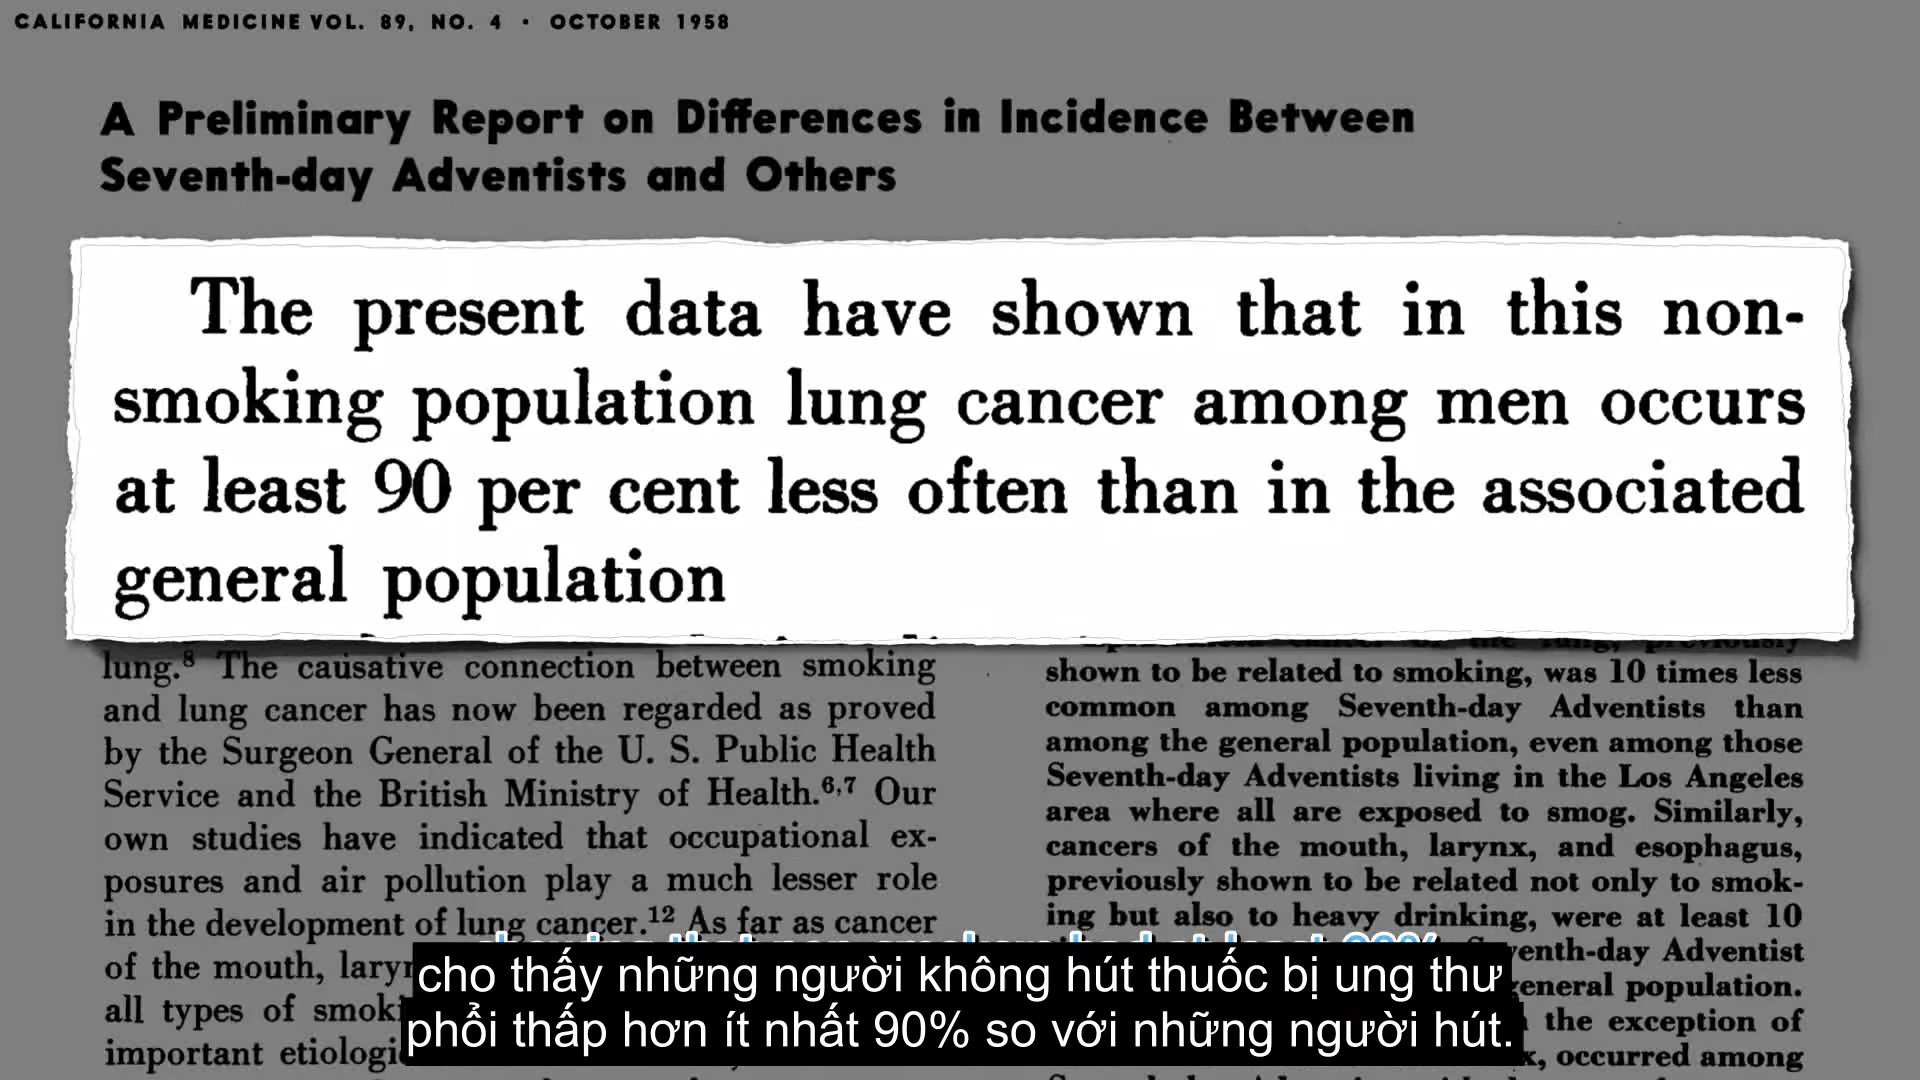 CALIFORNIA MEDICINE VOL. 89, NO. 4 · OCTOBER 1958
A Preliminary Report on Differences in Incidence Between
Seventh-day Adventists and Others
The present data have shown that in this non-
smoking population lung cancer among men occurs
at least 90 per cent less often than in the associated
general population
lung.⁸ The causative connection between smoking
and lung cancer has now been regarded as proved
by the Surgeon General of the U. S. Public Health
Service and the British Ministry of Health.⁶,⁷ Our
own studies have indicated that occupational ex-
posures and air pollution play a much lesser role
in the development of lung cancer.¹² As far as cancer
of the mouth,
all types of
important
shown to be related to smoking, was 10 times less
common among Seventh-day Adventists than
among the general population, even among those
Seventh-day Adventists living in the Los Angeles
area where all are exposed to smog. Similarly,
cancers of the mouth, larynx, and esophagus,
previously shown to be related not only to smok-
ing but also to heavy drinking, were at least 10
Adventist
general population.
the exception of
occurred among
cho thấy những người không hút thuốc bị ung thư
phổi thấp hơn ít nhất 90% so với những người hút.